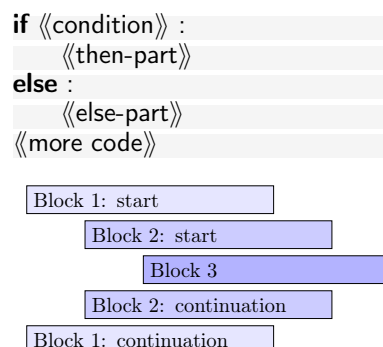 if ⟪condition⟫ :
⟪then-part⟫
else :
⟪else-part⟫
⟪more code⟫
Block 1: start
Block 2: start
Block 3
Block 2: continuation
Block 1: continuation